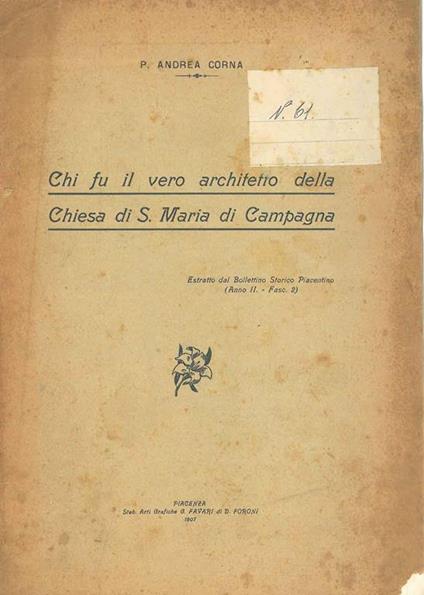 P. ANDREA CORNA
N. 61.
Chi fu il vero architetto della
Chiesa di S. Maria di Campagna
Estratto dal Bollettino Storico Piacentino
(Anno II. - Fasc. 2)
PIACENZA
Stab. Arti Grafiche G. FAVARI di D. FORONI
1907